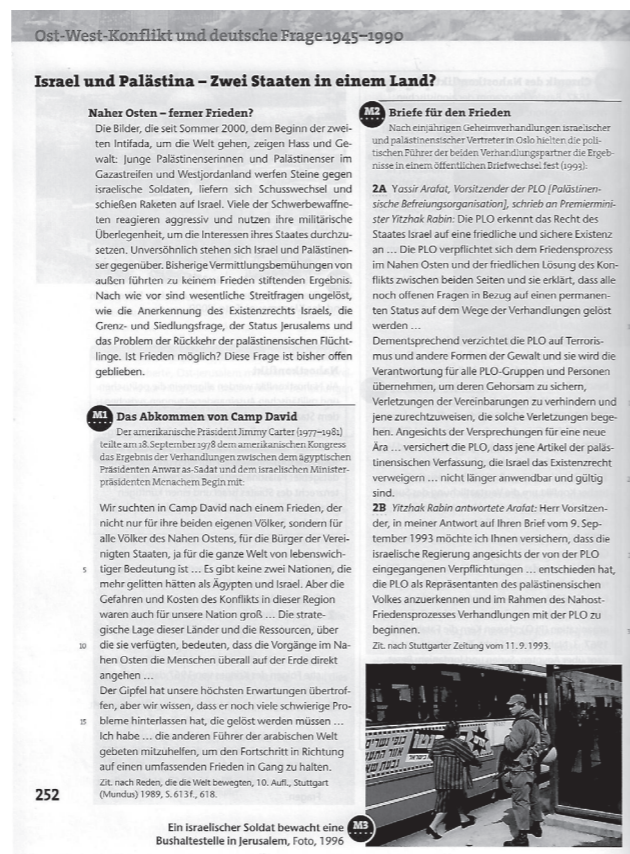 Ost-West-Konflikt und deutsche Frage 1945–1990
Israel und Palästina – Zwei Staaten in einem Land?
Naher Osten – ferner Frieden?
Die Bilder, die seit Sommer 2000, dem Beginn der zwei-
ten Intifada, um die Welt gehen, zeigen Hass und Ge-
walt: Junge Palästinenserinnen und Palästinenser im
Gazastreifen und Westjordanland werfen Steine gegen
israelische Soldaten, liefern sich Schusswechsel und
schießen Raketen auf Israel. Viele der Schwerbewaffne-
ten reagieren aggressiv und nutzen ihre militärische
Überlegenheit, um die Interessen ihres Staates durchzu-
setzen. Unversöhnlich stehen sich Israel und Palästinen-
ser gegenüber. Bisherige Vermittlungsbemühungen von
außen führten zu keinem Frieden stiftenden Ergebnis.
Nach wie vor sind wesentliche Streitfragen ungelöst,
wie die Anerkennung des Existenzrechts Israels, die
Grenz- und Siedlungsfrage, der Status Jerusalems und
das Problem der Rückkehr der palästinensischen Flücht-
linge. Ist Frieden möglich? Diese Frage ist bisher offen
geblieben.
M1 Das Abkommen von Camp David
Der amerikanische Präsident Jimmy Carter (1977–1981)
teilte am 18. September 1978 dem amerikanischen Kongress
das Ergebnis der Verhandlungen zwischen dem ägyptischen
Präsidenten Anwar as-Sadat und dem israelischen Minister-
präsidenten Menachem Begin mit:
Wir suchten in Camp David nach einem Frieden, der
nicht nur für ihre beiden eigenen Völker, sondern für
alle Völker des Nahen Ostens, für die Bürger der Verei-
nigten Staaten, ja für die ganze Welt von lebenswich-
5 tiger Bedeutung ist … Es gibt keine zwei Nationen, die
mehr gelitten hätten als Ägypten und Israel. Aber die
Gefahren und Kosten des Konflikts in dieser Region
waren auch für unsere Nation groß … Die strate-
gische Lage dieser Länder und die Ressourcen, über
10 die sie verfügten, bedeuten, dass die Vorgänge im Na-
hen Osten die Menschen überall auf der Erde direkt
angehen …
Der Gipfel hat unsere höchsten Erwartungen übertrof-
fen, aber wir wissen, dass er noch viele schwierige Pro-
15 bleme hinterlassen hat, die gelöst werden müssen …
Ich habe … die anderen Führer der arabischen Welt
gebeten mitzuhelfen, um den Fortschritt in Richtung
auf einen umfassenden Frieden in Gang zu halten.
Zit. nach Reden, die die Welt bewegten, 10. Aufl., Stuttgart
(Mundus) 1989, S. 613f., 618.
252
M2 Briefe für den Frieden
Nach einjährigen Geheimverhandlungen israelischer
und palästinensischer Vertreter in Oslo hielten die poli-
tischen Führer der beiden Verhandlungspartner die Ergeb-
nisse in einem öffentlichen Briefwechsel fest (1993):
2A Yassir Arafat, Vorsitzender der PLO [Palästinen-
sische Befreiungsorganisation], schrieb an Premierminis-
ter Yitzhak Rabin: Die PLO erkennt das Recht des
Staates Israel auf eine friedliche und sichere Existenz
an … Die PLO verpflichtet sich dem Friedensprozess
im Nahen Osten und der friedlichen Lösung des Kon-
flikts zwischen beiden Seiten und sie erklärt, dass alle
noch offenen Fragen in Bezug auf einen permanen-
ten Status auf dem Wege der Verhandlungen gelöst
werden …
Dementsprechend verzichtet die PLO auf Terroris-
mus und andere Formen der Gewalt und sie wird die
Verantwortung für alle PLO-Gruppen und Personen
übernehmen, um deren Gehorsam zu sichern,
Verletzungen der Vereinbarungen zu verhindern und
jene zurechtzuweisen, die solche Verletzungen bege-
hen. Angesichts der Versprechungen für eine neue
Ära … versichert die PLO, dass jene Artikel der paläs-
tinensischen Verfassung, die Israel das Existenzrecht
verweigern … nicht länger anwendbar und gültig
sind.
2B Yitzhak Rabin antwortete Arafat: Herr Vorsitzen-
der, in meiner Antwort auf Ihren Brief vom 9. Sep-
tember 1993 möchte ich Ihnen versichern, dass die
israelische Regierung angesichts der von der PLO
eingegangenen Verpflichtungen … entschieden hat,
die PLO als Repräsentanten des palästinensischen
Volkes anzuerkennen und im Rahmen des Nahost-
Friedensprozesses Verhandlungen mit der PLO zu
beginnen.
Zit. nach Stuttgarter Zeitung vom 11.9.1993.
Ein israelischer Soldat bewacht eine M3
Bushaltestelle in Jerusalem, Foto, 1996